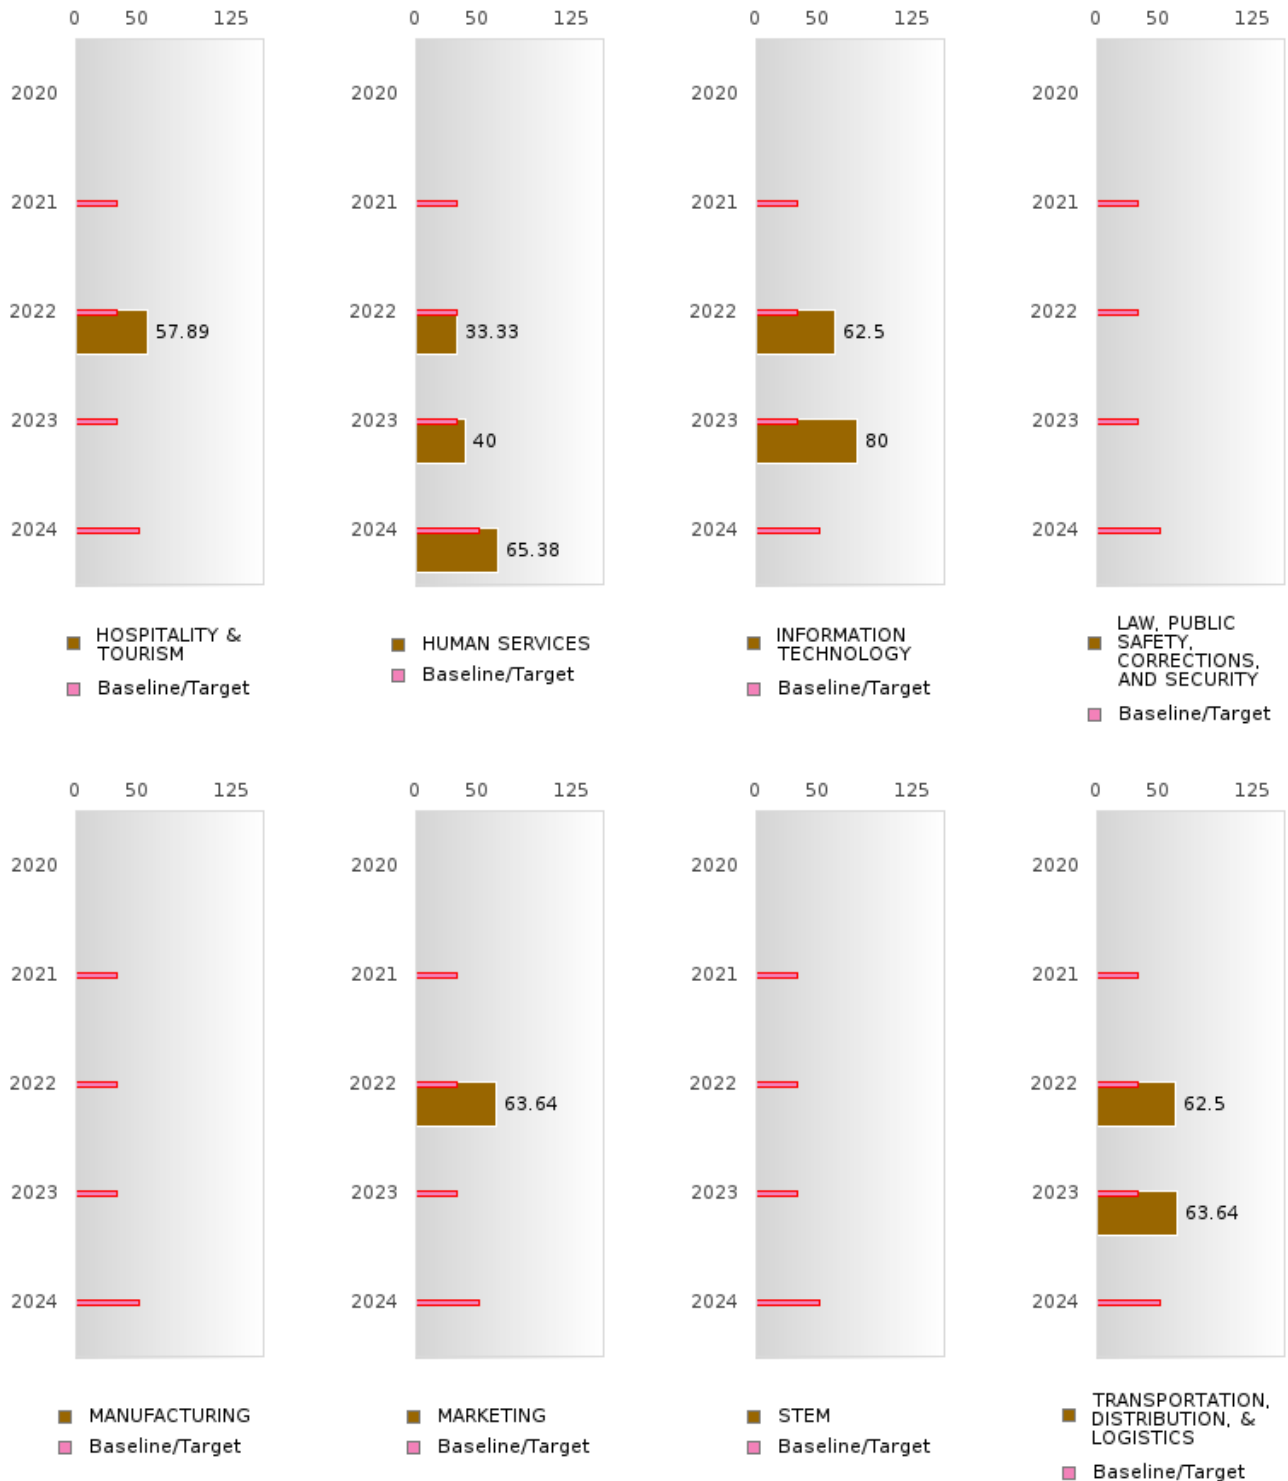 0 50 125
2020
2021
2022 57.89
2023
2024
HOSPITALITY &
TOURISM
Baseline/Target
0 50 125
2020
2021
2022 33.33
2023 40
2024 65.38
HUMAN SERVICES
Baseline/Target
0 50 125
2020
2021
2022 62.5
2023 80
2024
INFORMATION
TECHNOLOGY
Baseline/Target
0 50 125
2020
2021
2022
2023
2024
LAW, PUBLIC
SAFETY,
CORRECTIONS,
AND SECURITY
Baseline/Target
0 50 125
2020
2021
2022
2023
2024
MANUFACTURING
Baseline/Target
0 50 125
2020
2021
2022 63.64
2023
2024
MARKETING
Baseline/Target
0 50 125
2020
2021
2022
2023
2024
STEM
Baseline/Target
0 50 125
2020
2021
2022 62.5
2023 63.64
2024
TRANSPORTATION,
DISTRIBUTION, &
LOGISTICS
Baseline/Target